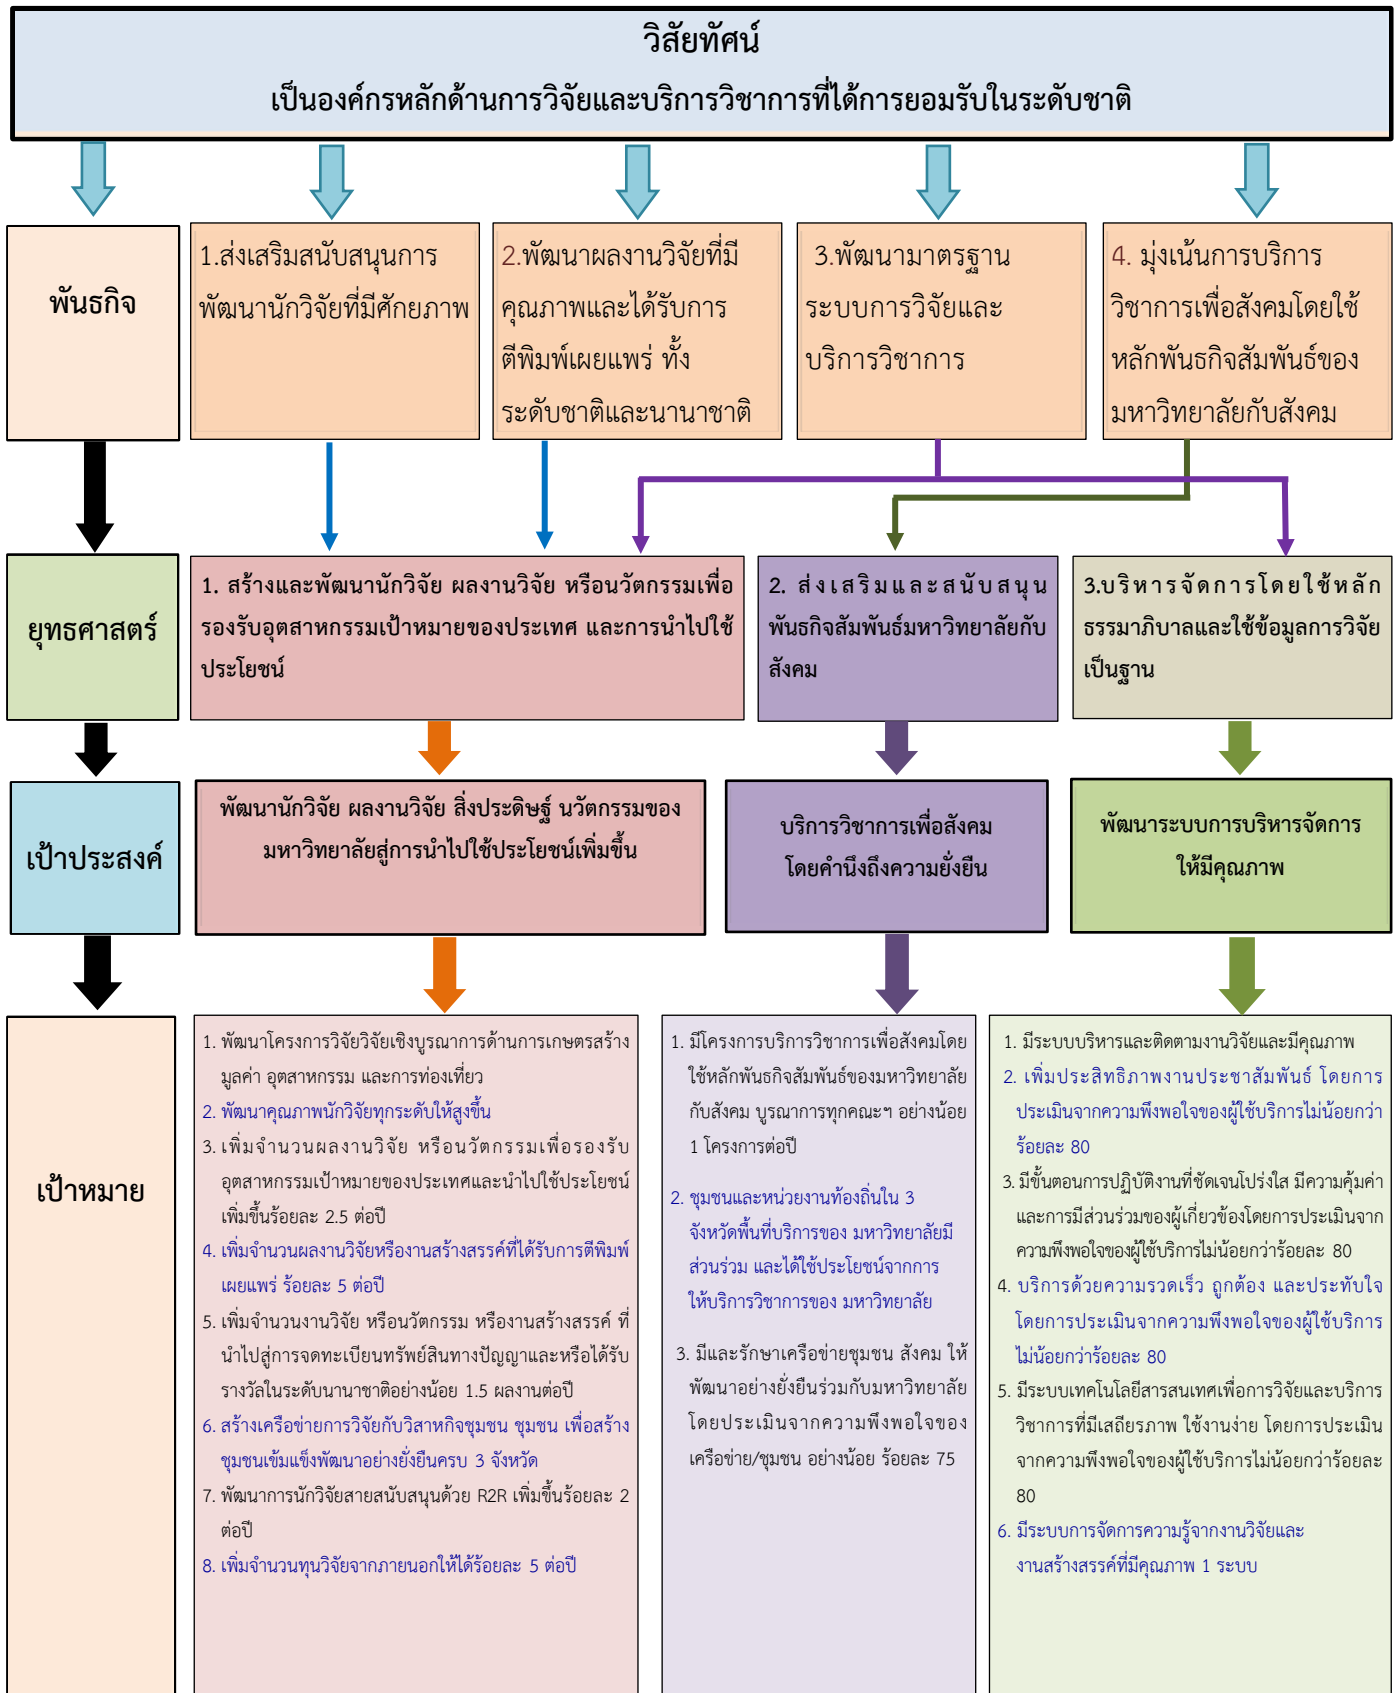 วิสัยทัศน์
เป็นองค์กรหลักด้านการวิจัยและบริการวิชาการที่ได้การยอมรับในระดับชาติ
พันธกิจ
1.ส่งเสริมสนับสนุนการ
พัฒนานักวิจัยที่มีศักยภาพ
2.พัฒนาผลงานวิจัยที่มี
คุณภาพและได้รับการ
ตีพิมพ์เผยแพร่ ทั้ง
ระดับชาติและนานาชาติ
3.พัฒนามาตรฐาน
ระบบการวิจัยและ
บริการวิชาการ
4. มุ่งเน้นการบริการ
วิชาการเพื่อสังคมโดยใช้
หลักพันธกิจสัมพันธ์ของ
มหาวิทยาลัยกับสังคม
ยุทธศาสตร์
1. สร้างและพัฒนานักวิจัย ผลงานวิจัย หรือนวัตกรรมเพื่อ
รองรับอุตสาหกรรมเป้าหมายของประเทศ และการนำไปใช้
ประโยชน์
2. ส่งเสริมและสนับสนุน
พันธกิจสัมพันธ์มหาวิทยาลัยกับ
สังคม
3.บริหารจัดการโดยใช้หลัก
ธรรมาภิบาลและใช้ข้อมูลการวิจัย
เป็นฐาน
เป้าประสงค์
พัฒนานักวิจัย ผลงานวิจัย สิ่งประดิษฐ์ นวัตกรรมของ
มหาวิทยาลัยสู่การนำไปใช้ประโยชน์เพิ่มขึ้น
บริการวิชาการเพื่อสังคม
โดยคำนึงถึงความยั่งยืน
พัฒนาระบบการบริหารจัดการ
ให้มีคุณภาพ
เป้าหมาย
1. พัฒนาโครงการวิจัยวิจัยเชิงบูรณาการด้านการเกษตรสร้าง
มูลค่า อุตสาหกรรม และการท่องเที่ยว
2. พัฒนาคุณภาพนักวิจัยทุกระดับให้สูงขึ้น
3. เพิ่มจำนวนผลงานวิจัย หรือนวัตกรรมเพื่อรองรับ
อุตสาหกรรมเป้าหมายของประเทศและนำไปใช้ประโยชน์
เพิ่มขึ้นร้อยละ 2.5 ต่อปี
4. เพิ่มจำนวนผลงานวิจัยหรืองานสร้างสรรค์ที่ได้รับการตีพิมพ์
เผยแพร่ ร้อยละ 5 ต่อปี
5. เพิ่มจำนวนงานวิจัย หรือนวัตกรรม หรืองานสร้างสรรค์ ที่
นำไปสู่การจดทะเบียนทรัพย์สินทางปัญญาและหรือได้รับ
รางวัลในระดับนานาชาติอย่างน้อย 1.5 ผลงานต่อปี
6. สร้างเครือข่ายการวิจัยกับวิสาหกิจชุมชน ชุมชน เพื่อสร้าง
ชุมชนเข้มแข็งพัฒนาอย่างยั่งยืนครบ 3 จังหวัด
7. พัฒนาการนักวิจัยสายสนับสนุนด้วย R2R เพิ่มขึ้นร้อยละ 2
ต่อปี
8. เพิ่มจำนวนทุนวิจัยจากภายนอกให้ได้ร้อยละ 5 ต่อปี
1. มีโครงการบริการวิชาการเพื่อสังคมโดย
ใช้หลักพันธกิจสัมพันธ์ของมหาวิทยาลัย
กับสังคม บูรณาการทุกคณะฯ อย่างน้อย
1 โครงการต่อปี
2. ชุมชนและหน่วยงานท้องถิ่นใน 3
จังหวัดพื้นที่บริการของ มหาวิทยาลัยมี
ส่วนร่วม และได้ใช้ประโยชน์จากการ
ให้บริการวิชาการของ มหาวิทยาลัย
3. มีและรักษาเครือข่ายชุมชน สังคม ให้
พัฒนาอย่างยั่งยืนร่วมกับมหาวิทยาลัย
โดยประเมินจากความพึงพอใจของ
เครือข่าย/ชุมชน อย่างน้อย ร้อยละ 75
1. มีระบบบริหารและติดตามงานวิจัยและมีคุณภาพ
2. เพิ่มประสิทธิภาพงานประชาสัมพันธ์ โดยการ
ประเมินจากความพึงพอใจของผู้ใช้บริการไม่น้อยกว่า
ร้อยละ 80
3. มีขั้นตอนการปฏิบัติงานที่ชัดเจนโปร่งใส มีความคุ้มค่า
และการมีส่วนร่วมของผู้เกี่ยวข้องโดยการประเมินจาก
ความพึงพอใจของผู้ใช้บริการไม่น้อยกว่าร้อยละ 80
4. บริการด้วยความรวดเร็ว ถูกต้อง และประทับใจ
โดยการประเมินจากความพึงพอใจของผู้ใช้บริการ
ไม่น้อยกว่าร้อยละ 80
5. มีระบบเทคโนโลยีสารสนเทศเพื่อการวิจัยและบริการ
วิชาการที่มีเสถียรภาพ ใช้งานง่าย โดยการประเมิน
จากความพึงพอใจของผู้ใช้บริการไม่น้อยกว่าร้อยละ
80
6. มีระบบการจัดการความรู้จากงานวิจัยและ
งานสร้างสรรค์ที่มีคุณภาพ 1 ระบบ